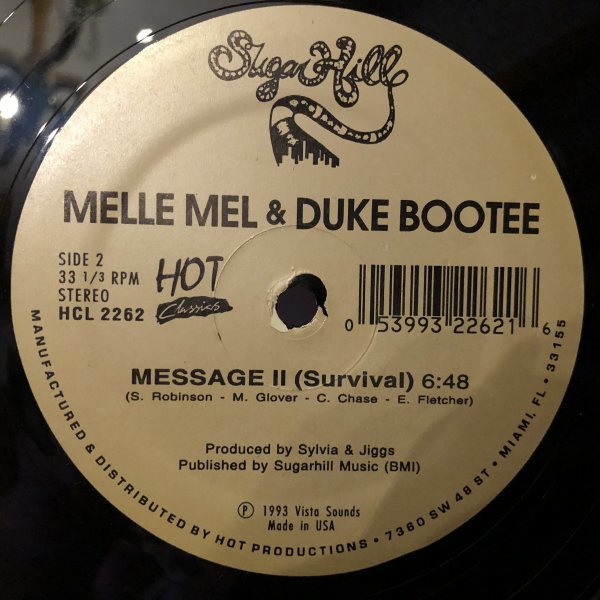 Sugar Hill
MELLE MEL & DUKE BOOTEE
SIDE 2
33 1/3 RPM
STEREO
HCL 2262
HOT
Classics
0 53993 22621 6
MESSAGE II (Survival) 6:48
(S. Robinson - M. Glover - C. Chase - E. Fletcher)
Produced by Sylvia & Jiggs
Published by Sugarhill Music (BMI)
℗ 1993 Vista Sounds
Made in USA
MANUFACTURED & DISTRIBUTED BY HOT PRODUCTIONS • 7360 SW 48 ST • MIAMI, FL • 33155